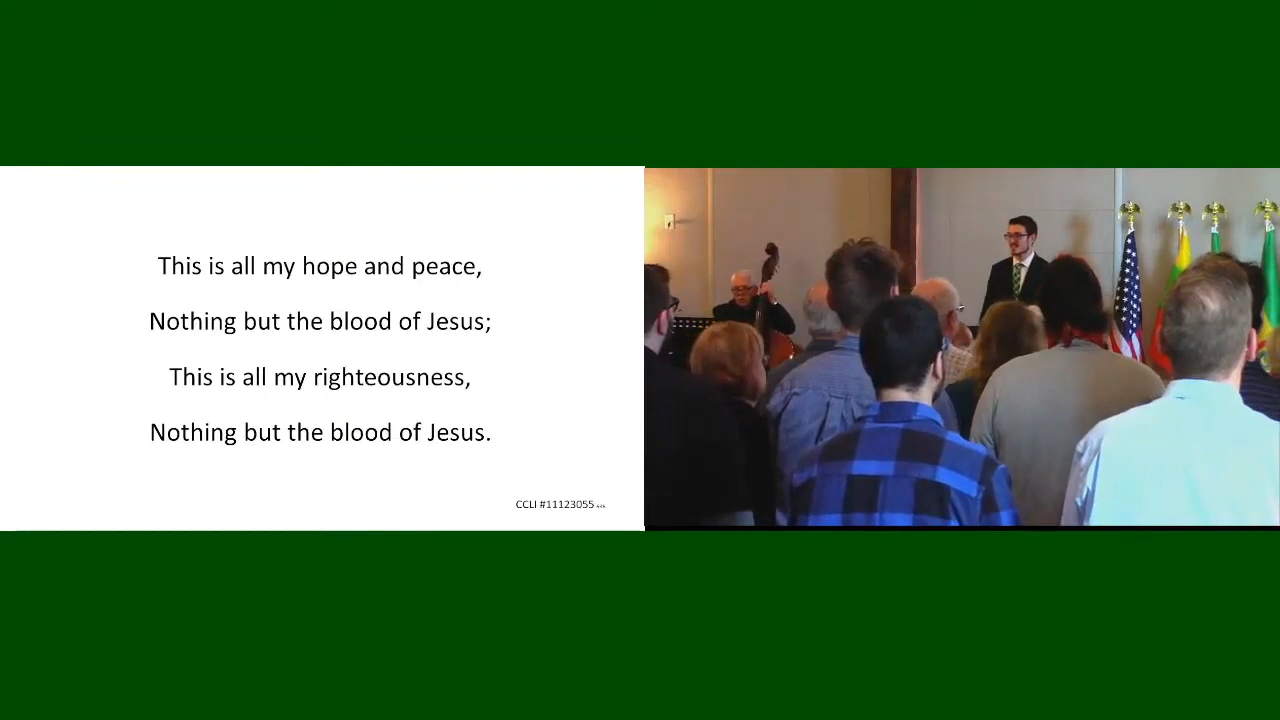 This is all my hope and peace,
Nothing but the blood of Jesus;
This is all my righteousness,
Nothing but the blood of Jesus.
CCLI #11123055